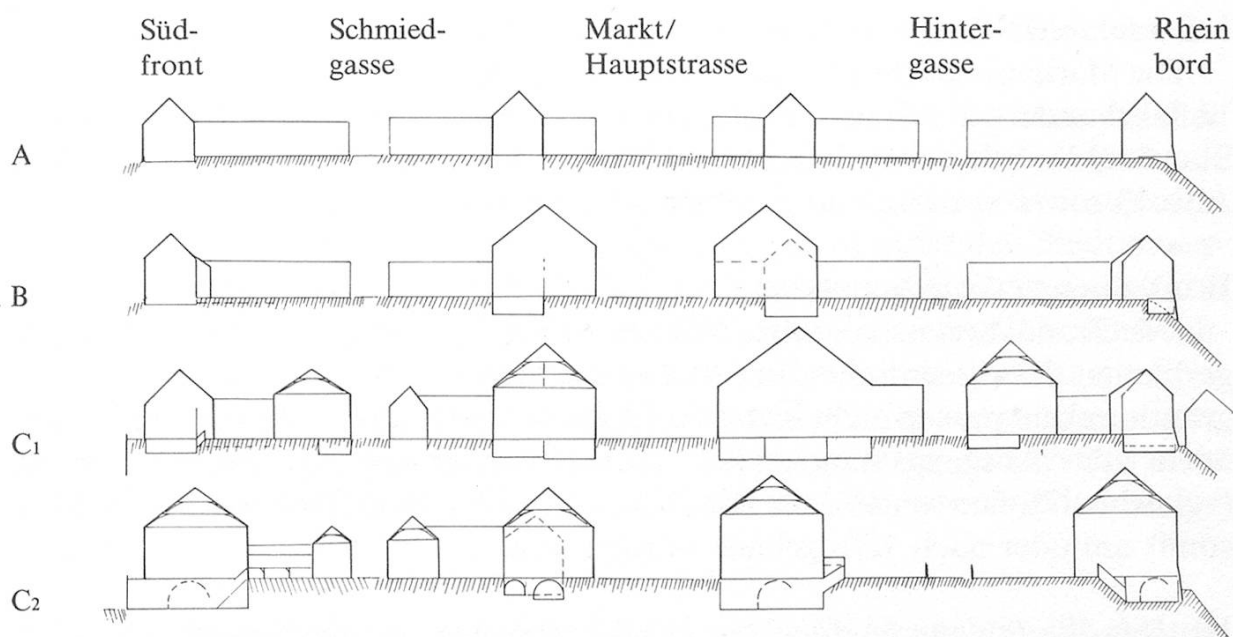 Süd-
front
Schmied-
gasse
Markt/
Hauptstrasse
Hinter-
gasse
Rhein
bord
A
B
C1
C2